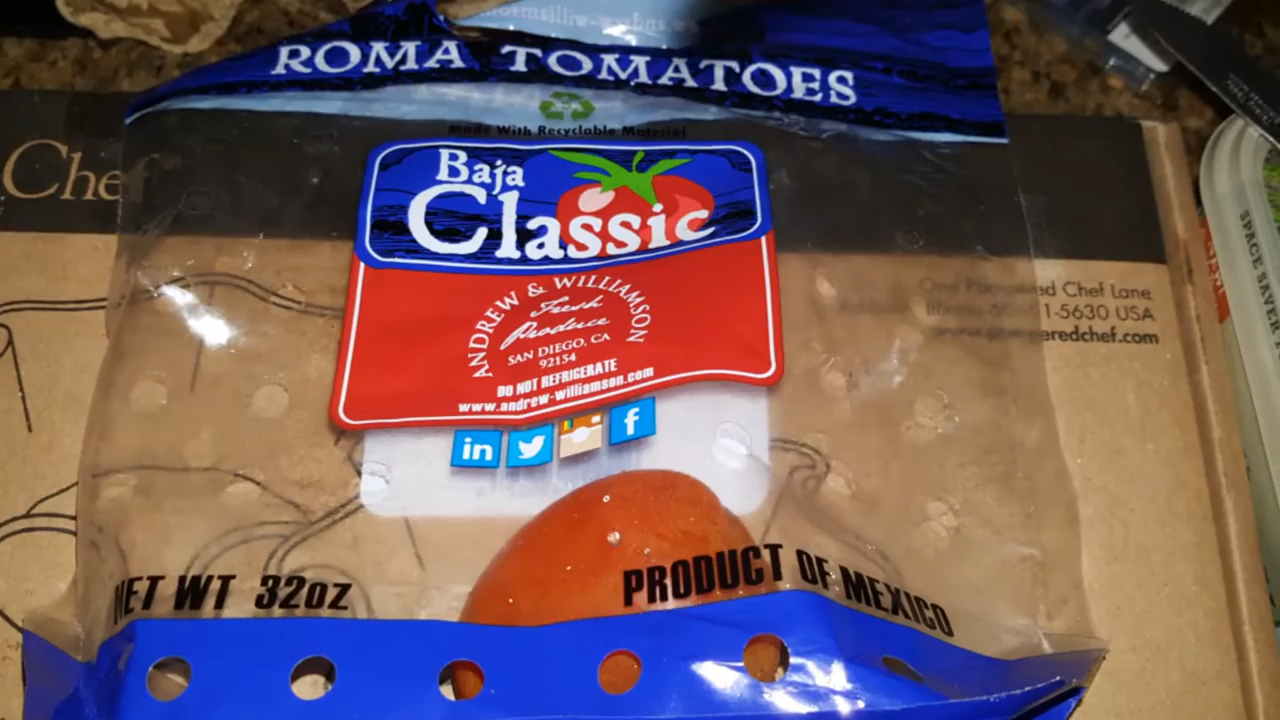 ROMA TOMATOES
Made With Recyclable Material
Chef
Baja
Classic
ANDREW & WILLIAMSON
Fresh
Produce
SAN DIEGO, CA
92154
DO NOT REFRIGERATE
www.andrew-williamson.com
in
f
ed Chef Lane
1-5630 USA
eredchef.com
SPACE SAVER
NET WT 32oz
PRODUCT OF MEXICO